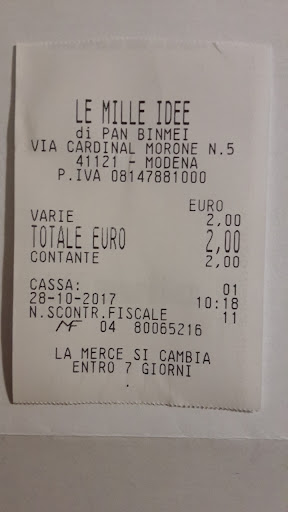 LE MILLE IDEE
di PAN BINMEI
VIA CARDINAL MORONE N.5
41121 - MODENA
P.IVA 08147881000
EURO
VARIE 2,00
TOTALE EURO 2,00
CONTANTE 2,00
CASSA: 01
28-10-2017 10:18
N.SCONTR.FISCALE 11
MF 04 80065216
LA MERCE SI CAMBIA
ENTRO 7 GIORNI